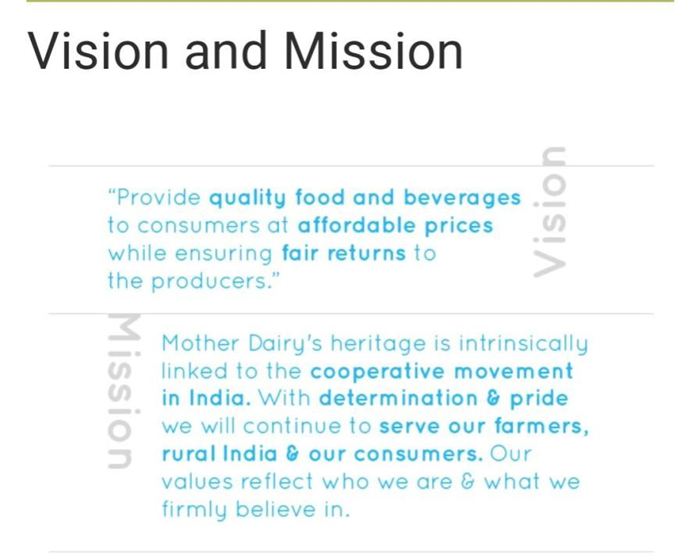 Vision and Mission
Vision
“Provide quality food and beverages
to consumers at affordable prices
while ensuring fair returns to
the producers.”
Mission
Mother Dairy's heritage is intrinsically
linked to the cooperative movement
in India. With determination & pride
we will continue to serve our farmers,
rural India & our consumers. Our
values reflect who we are & what we
firmly believe in.